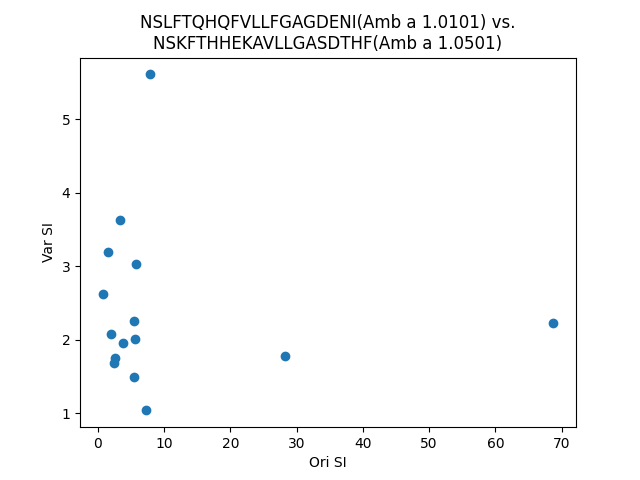 NSLFTQHQFVLLFGAGDENI(Amb a 1.0101) vs.
NSKFTHHEKAVLLGASDTHF(Amb a 1.0501)
5
4
3
2
1
Var SI
0 10 20 30 40 50 60 70
Ori SI